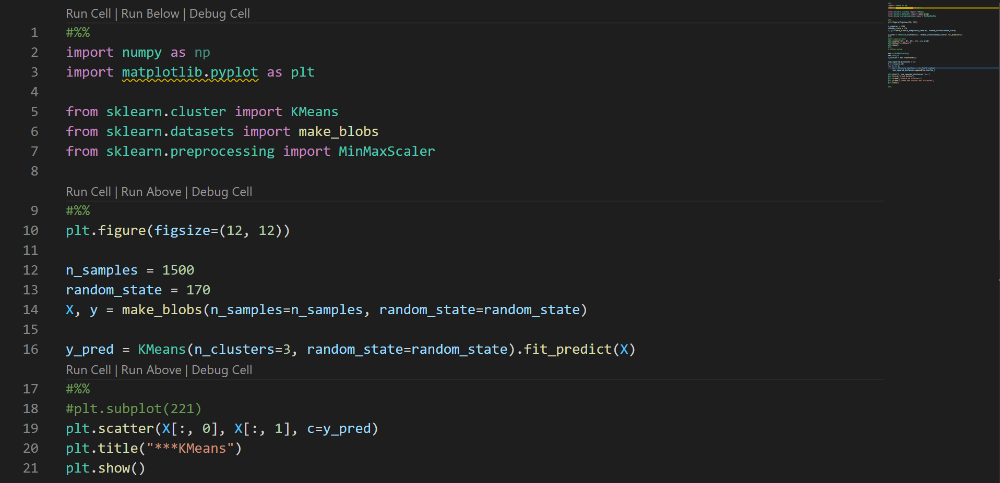 Run Cell | Run Below | Debug Cell
1 #%%
2 import numpy as np
3 import matplotlib.pyplot as plt
4
5 from sklearn.cluster import KMeans
6 from sklearn.datasets import make_blobs
7 from sklearn.preprocessing import MinMaxScaler
8
Run Cell | Run Above | Debug Cell
9 #%%
10 plt.figure(figsize=(12, 12))
11
12 n_samples = 1500
13 random_state = 170
14 X, y = make_blobs(n_samples=n_samples, random_state=random_state)
15
16 y_pred = KMeans(n_clusters=3, random_state=random_state).fit_predict(X)
Run Cell | Run Above | Debug Cell
17 #%%
18 #plt.subplot(221)
19 plt.scatter(X[:, 0], X[:, 1], c=y_pred)
20 plt.title("***KMeans")
21 plt.show()